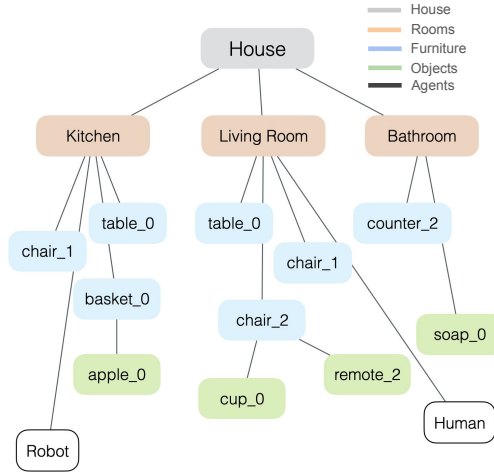 House
Rooms
Furniture
Objects
Agents
House
Kitchen
Living Room
Bathroom
table_0
table_0
counter_2
chair_1
chair_1
basket_0
chair_2
soap_0
apple_0
remote_2
cup_0
Human
Robot